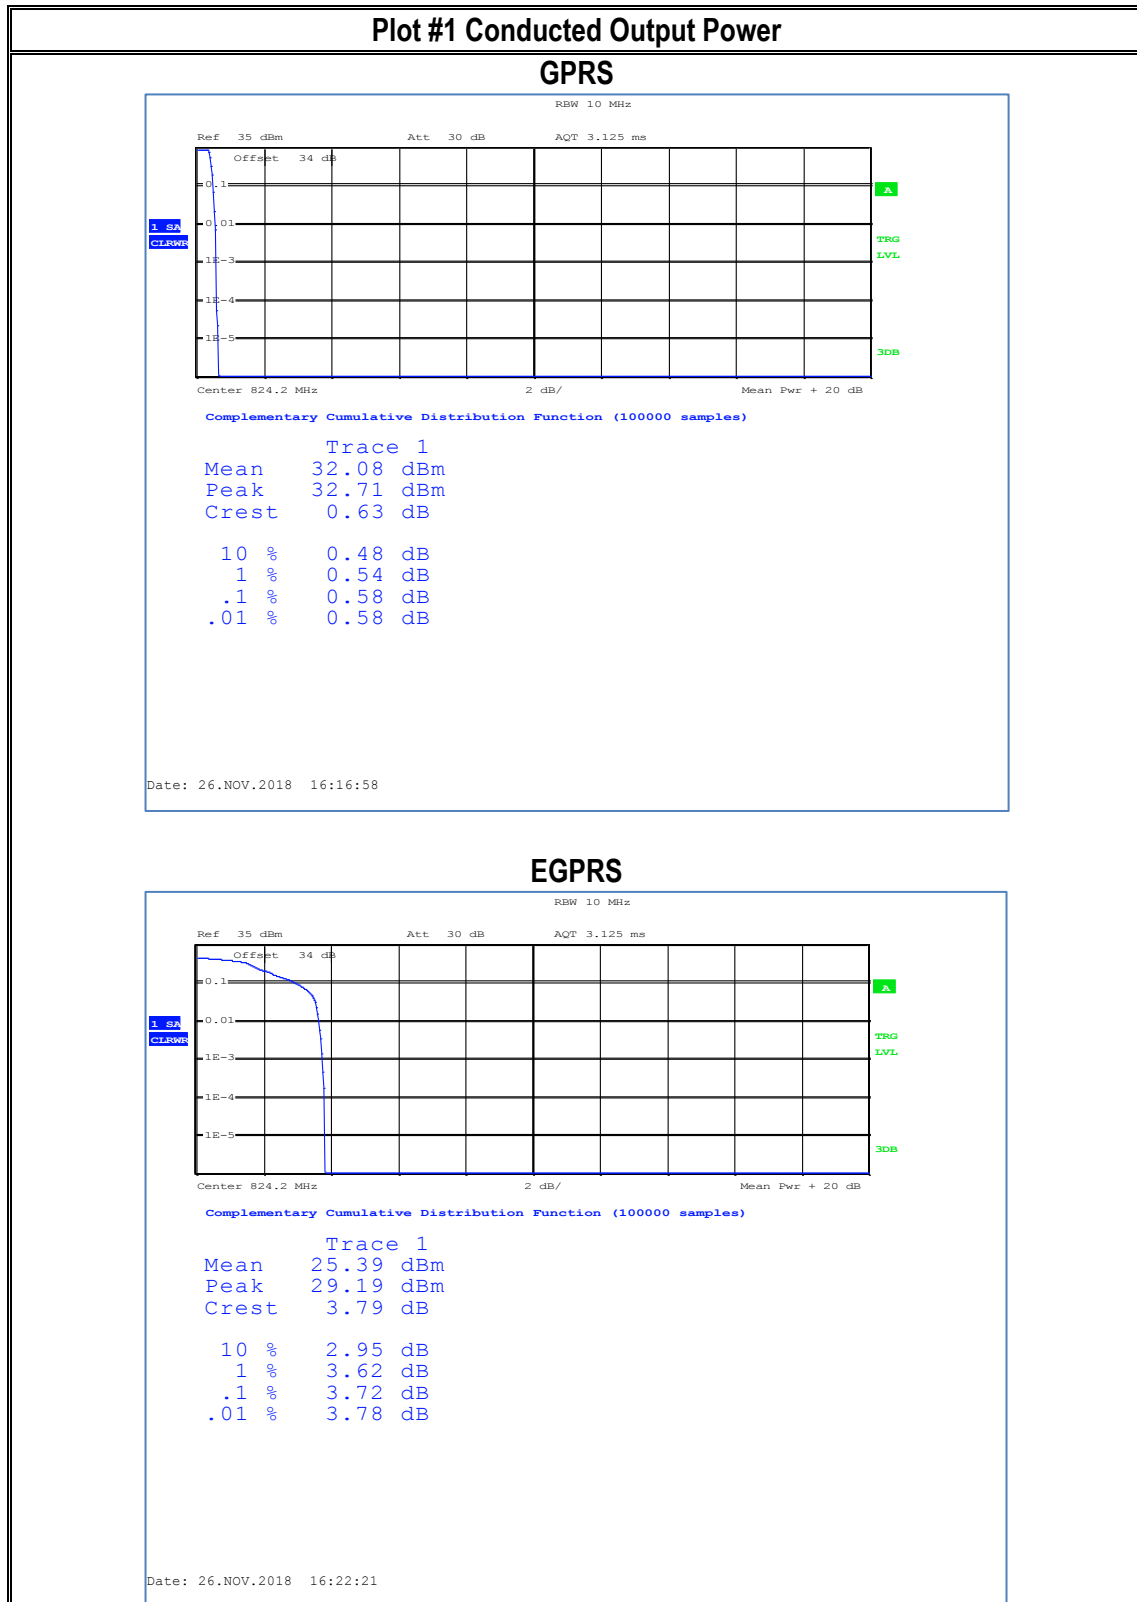 Plot #1 Conducted Output Power
GPRS
RBW 10 MHz
Ref 35 dBm Att 30 dB AQT 3.125 ms
Offset 34 dB
0.1
A
0.01
1 SA
CLRWR
TRG
LVL
1E-3
1E-4
1E-5
3DB
Center 824.2 MHz 2 dB/ Mean Pwr + 20 dB
Complementary Cumulative Distribution Function (100000 samples)
Trace 1
Mean 32.08 dBm
Peak 32.71 dBm
Crest 0.63 dB
10 % 0.48 dB
1 % 0.54 dB
.1 % 0.58 dB
.01 % 0.58 dB
Date: 26.NOV.2018 16:16:58
EGPRS
RBW 10 MHz
Ref 35 dBm Att 30 dB AQT 3.125 ms
Offset 34 dB
0.1
A
0.01
1 SA
CLRWR
TRG
LVL
1E-3
1E-4
1E-5
3DB
Center 824.2 MHz 2 dB/ Mean Pwr + 20 dB
Complementary Cumulative Distribution Function (100000 samples)
Trace 1
Mean 25.39 dBm
Peak 29.19 dBm
Crest 3.79 dB
10 % 2.95 dB
1 % 3.62 dB
.1 % 3.72 dB
.01 % 3.78 dB
Date: 26.NOV.2018 16:22:21